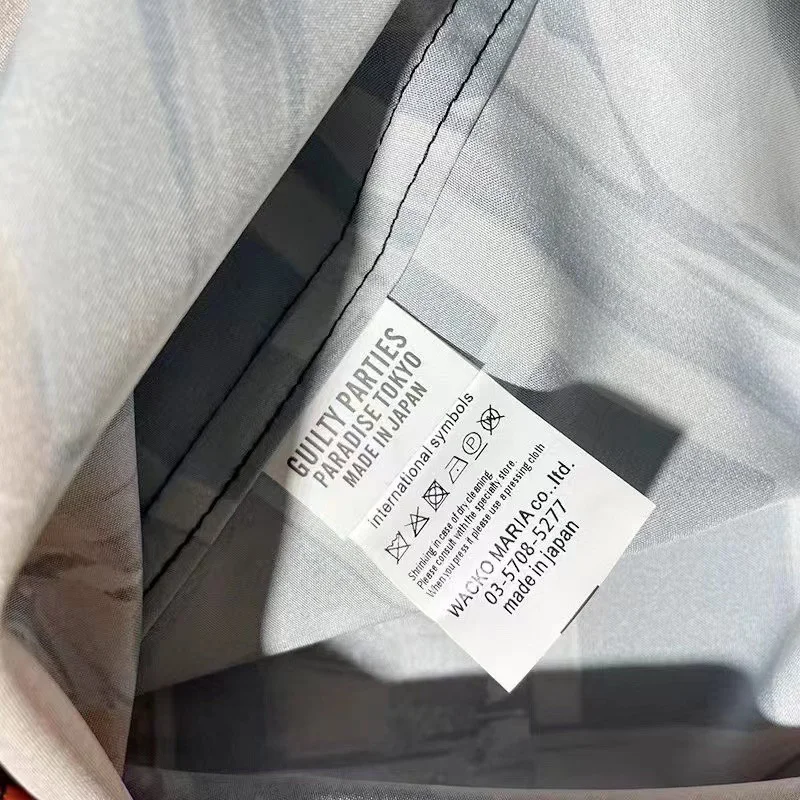 GUILTY PARTIES
PARADISE TOKYO
MADE IN JAPAN
international symbols
Shrinking in case of dry cleaning
Please consult with the specialty store.
When you press if please use a pressing cloth
WACKO MARIA co.,ltd.
03-5708-5277
made in japan